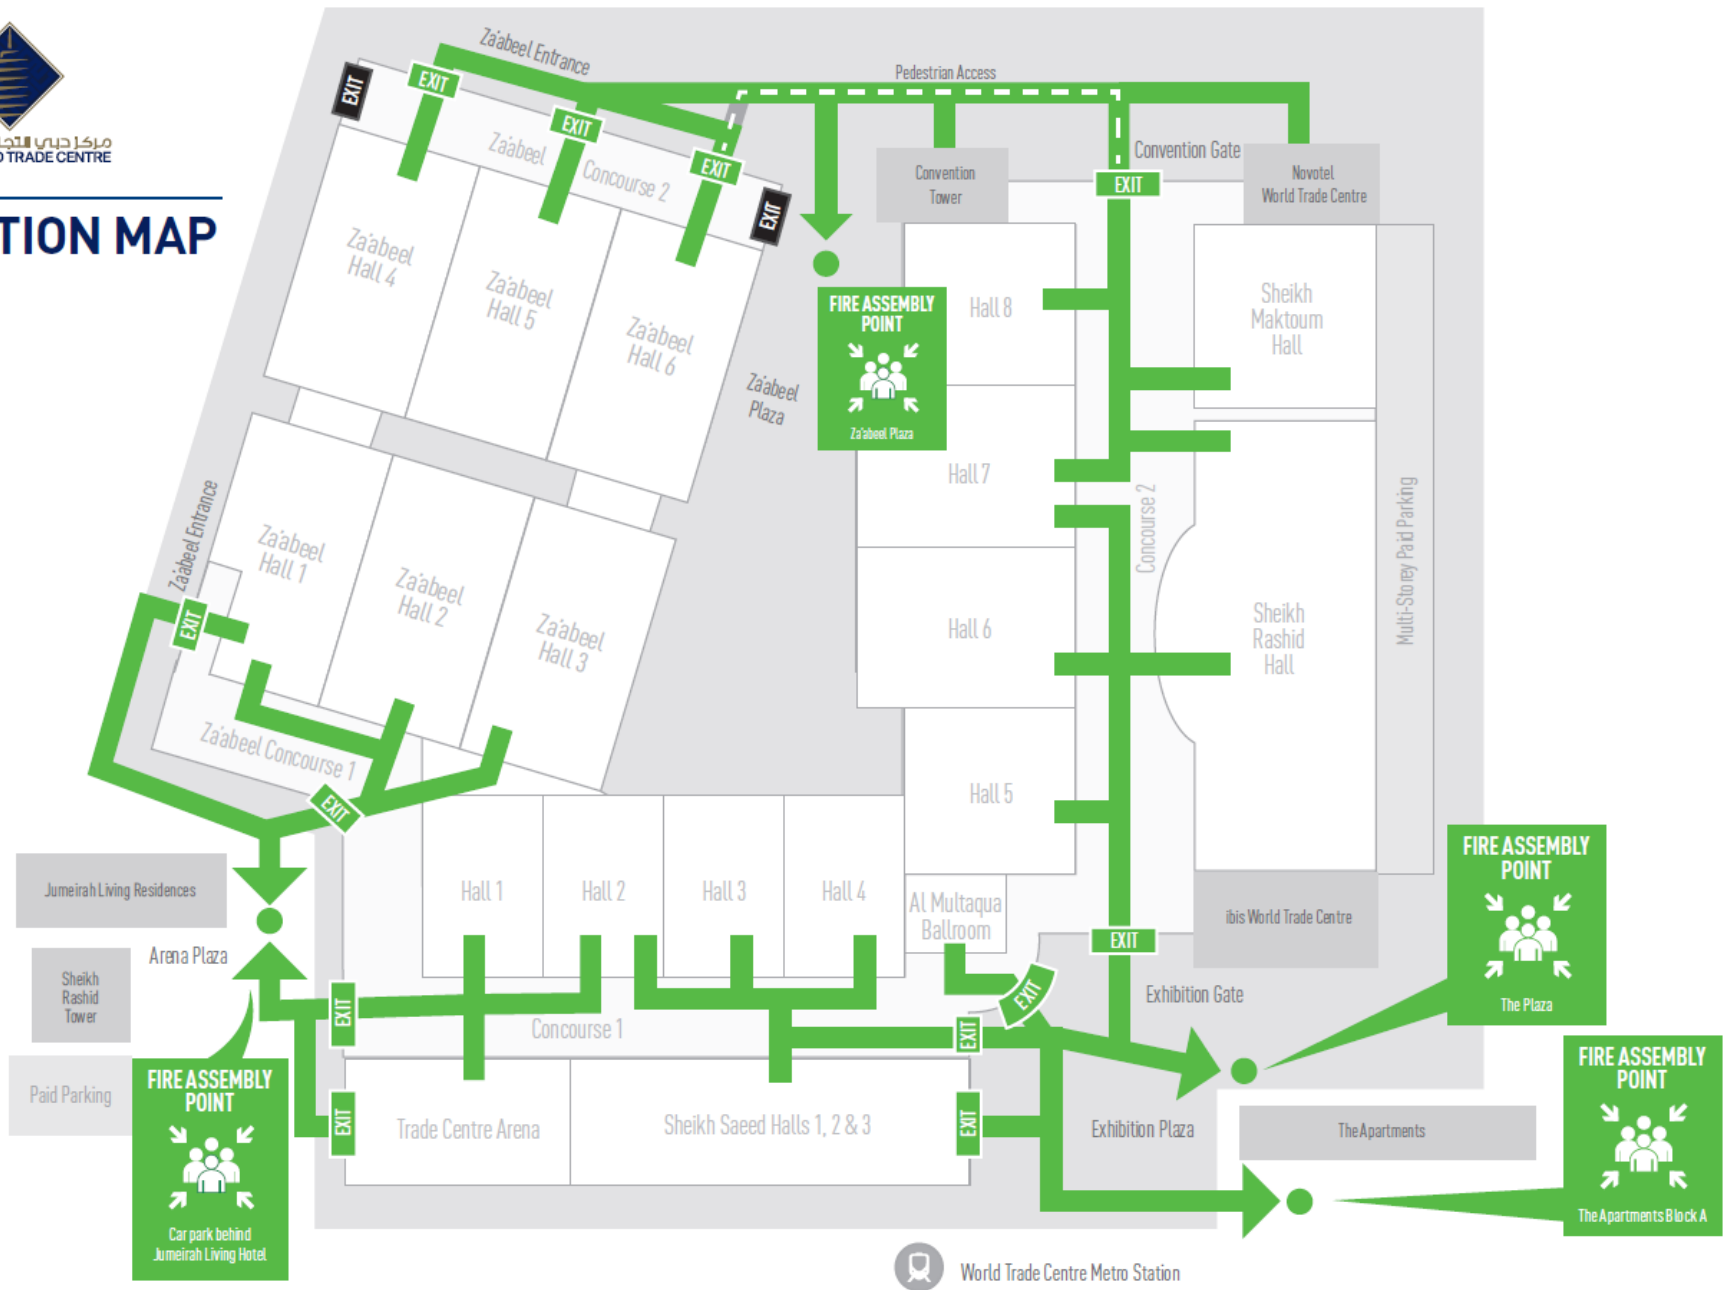 مركز دبي التجا
D TRADE CENTRE
TION MAP
Za'abeel Entrance
Pedestrian Access
EXIT
EXIT
EXIT
EXIT
EXIT
Za'abeel
Concourse 2
Convention
Tower
Convention Gate
EXIT
Novotel
World Trade Centre
Za'abeel
Hall 4
Za'abeel
Hall 5
Za'abeel
Hall 6
Za'abeel
Plaza
FIRE ASSEMBLY
POINT
Za'abeel Plaza
Hall 8
Sheikh
Maktoum
Hall
Hall 7
Concourse 2
Multi-Storey Paid Parking
Za'abeel Entrance
EXIT
Za'abeel
Hall 1
Za'abeel
Hall 2
Za'abeel
Hall 3
Hall 6
Sheikh
Rashid
Hall
Za'abeel Concourse 1
EXIT
Hall 5
Jumeirah Living Residences
Hall 1
Hall 2
Hall 3
Hall 4
Al Multaqua
Ballroom
ibis World Trade Centre
FIRE ASSEMBLY
POINT
The Plaza
EXIT
Arena Plaza
Sheikh
Rashid
Tower
EXIT
Concourse 1
EXIT
EXIT
Exhibition Gate
Paid Parking
FIRE ASSEMBLY
POINT
Car park behind
Jumeirah Living Hotel
EXIT
Trade Centre Arena
Sheikh Saeed Halls 1, 2 & 3
EXIT
Exhibition Plaza
The Apartments
FIRE ASSEMBLY
POINT
The Apartments Block A
World Trade Centre Metro Station